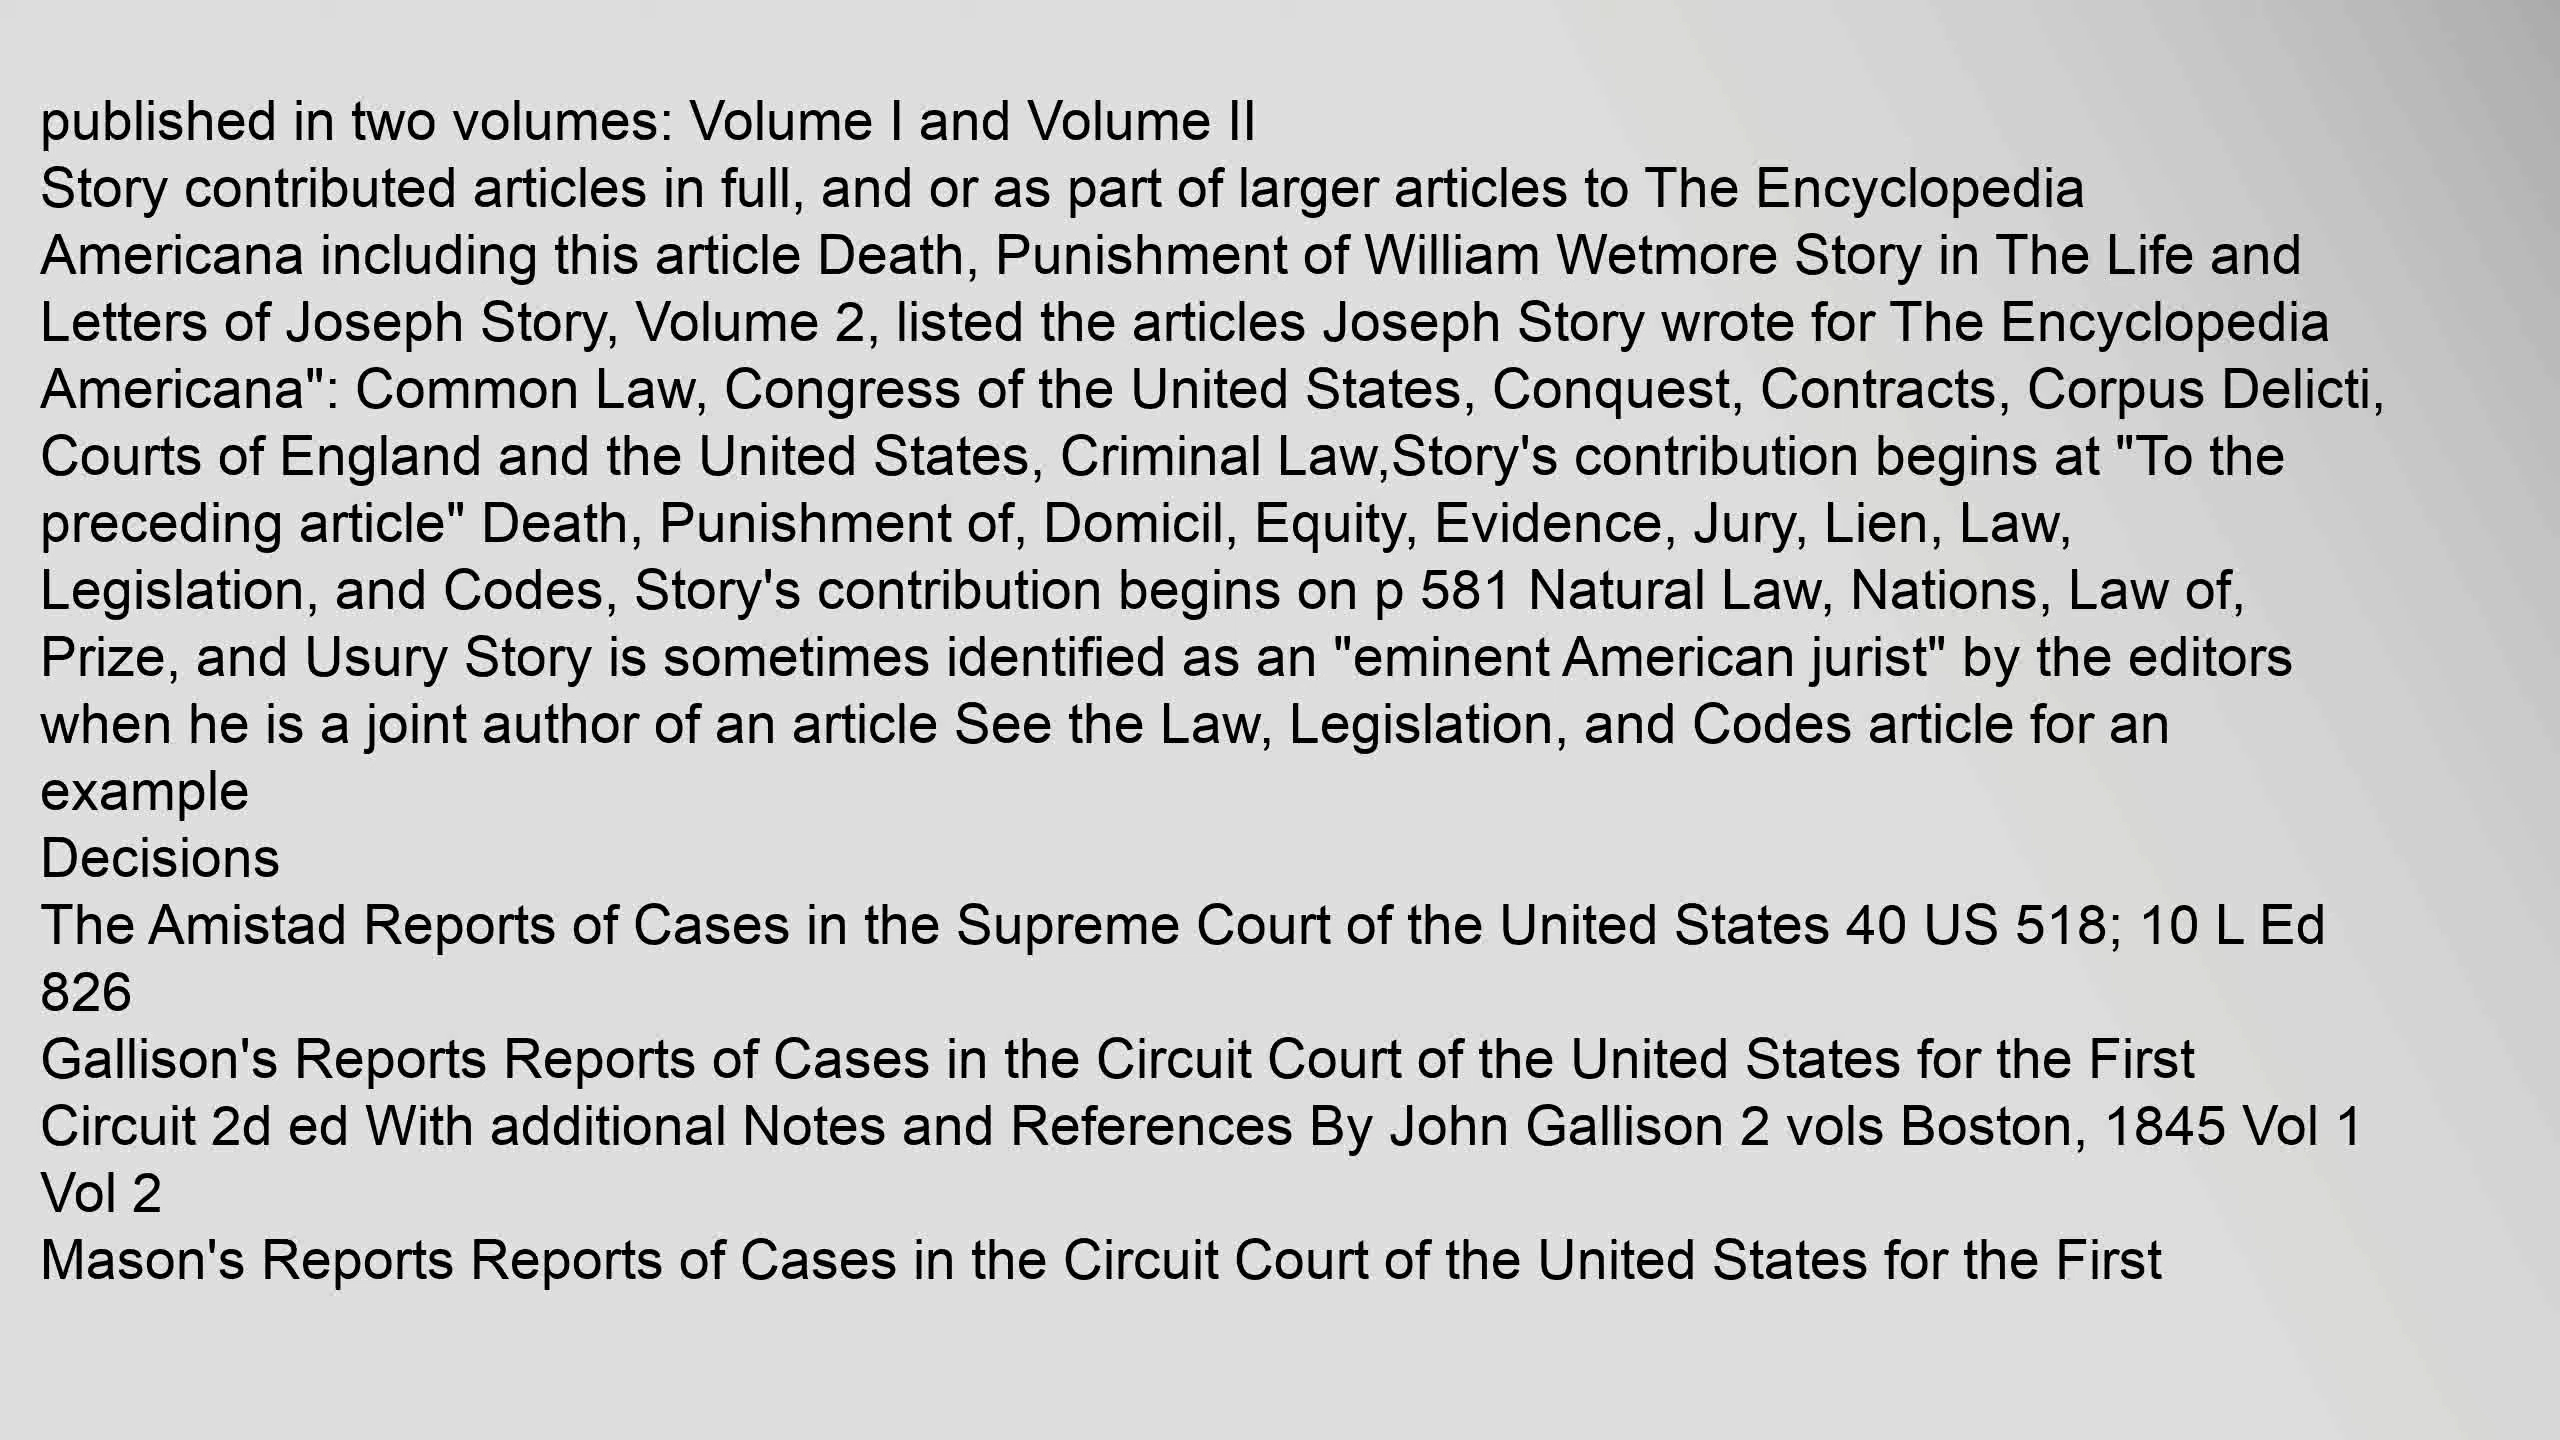 published in two volumes: Volume I and Volume II
Story contributed articles in full, and or as part of larger articles to The Encyclopedia
Americana including this article Death, Punishment of William Wetmore Story in The Life and
Letters of Joseph Story, Volume 2, listed the articles Joseph Story wrote for The Encyclopedia
Americana": Common Law, Congress of the United States, Conquest, Contracts, Corpus Delicti,
Courts of England and the United States, Criminal Law,Story's contribution begins at "To the
preceding article" Death, Punishment of, Domicil, Equity, Evidence, Jury, Lien, Law,
Legislation, and Codes, Story's contribution begins on p 581 Natural Law, Nations, Law of,
Prize, and Usury Story is sometimes identified as an "eminent American jurist" by the editors
when he is a joint author of an article See the Law, Legislation, and Codes article for an
example
Decisions
The Amistad Reports of Cases in the Supreme Court of the United States 40 US 518; 10 L Ed
826
Gallison's Reports Reports of Cases in the Circuit Court of the United States for the First
Circuit 2d ed With additional Notes and References By John Gallison 2 vols Boston, 1845 Vol 1
Vol 2
Mason's Reports Reports of Cases in the Circuit Court of the United States for the First